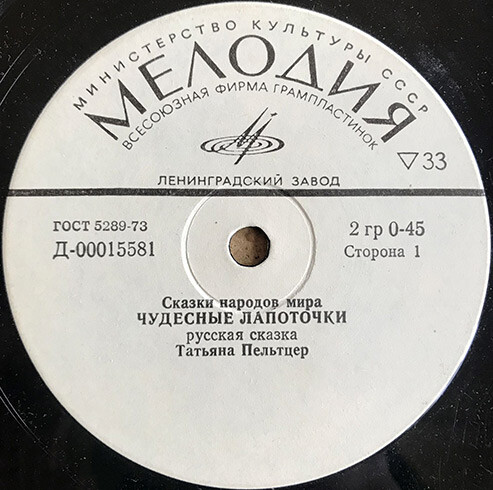 МИНИСТЕРСТВО КУЛЬТУРЫ СССР
МЕЛОДИЯ
ВСЕСОЮЗНАЯ ФИРМА ГРАМПЛАСТИНОК
▽33
ЛЕНИНГРАДСКИЙ ЗАВОД
ГОСТ 5289-73
2 гр 0-45
Д-00015581
Сторона 1
Сказки народов мира
ЧУДЕСНЫЕ ЛАПОТОЧКИ
русская сказка
Татьяна Пельтцер